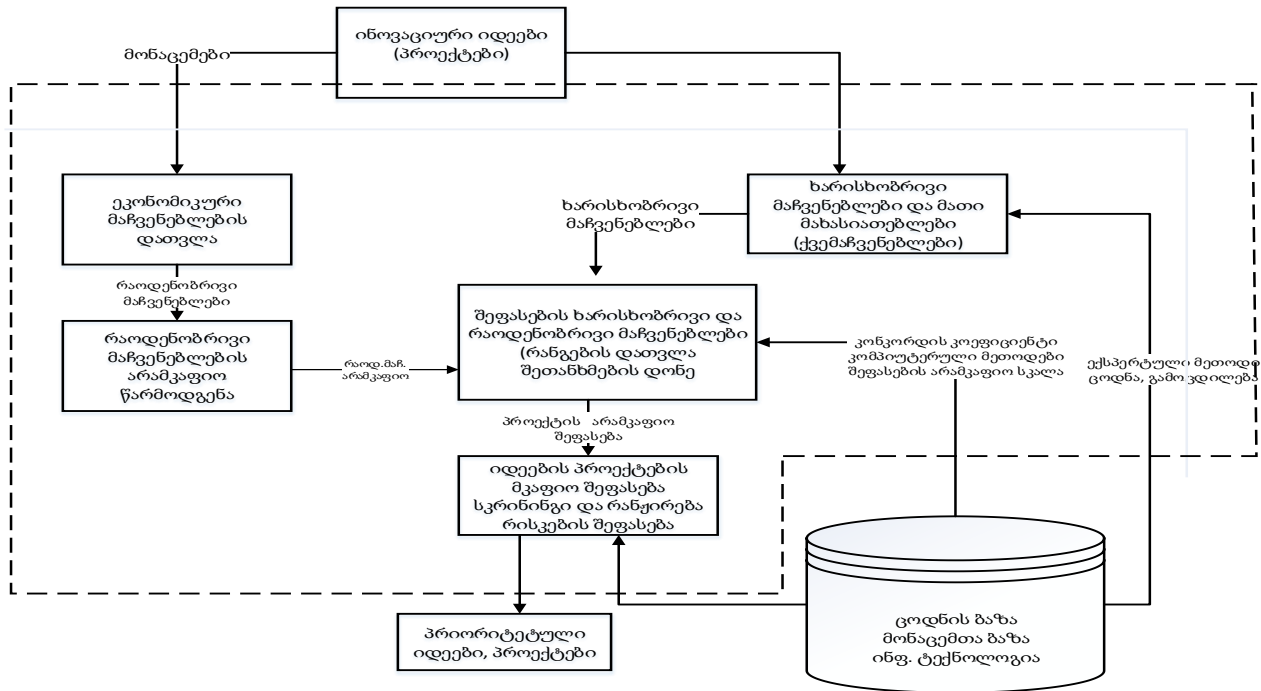 ინოვაციური იდეები
(პროექტები)
მონაცემები
ეკონომიკური
მაჩვენებლების
დათვლა
ხარისხობრივი
მაჩვენებლები და მათი
მახასიათებლები
(ქვემაჩვენებლები)
ხარისხობრივი
მაჩვენებლები
რაოდენობრივი
მაჩვენებლები
რაოდენობრივი
მაჩვენებლების
არამკაფიო
წარმოდგენა
რაოდ.მაჩ.
არამკაფიო
შეფასების ხარისხობრივი და
რაოდენობრივი მაჩვენებლები
(რანგების დათვლა
შეთანხმების დონე
კონკორდის კოეფიციენტი
კომპიუტერული მეთოდები
შეფასების არამკაფიო სკალა
ექსპერტული მეთოდი
ცოდნა, გამოცდილება
პროექტის არამკაფიო
შეფასება
იდეების პროექტების
მკაფიო შეფასება
სკრინინგი და რანჟირება
რისკების შეფასება
პრიორიტეტული
იდეები, პროექტები
ცოდნის ბაზა
მონაცემთა ბაზა
ინფ. ტექნოლოგია